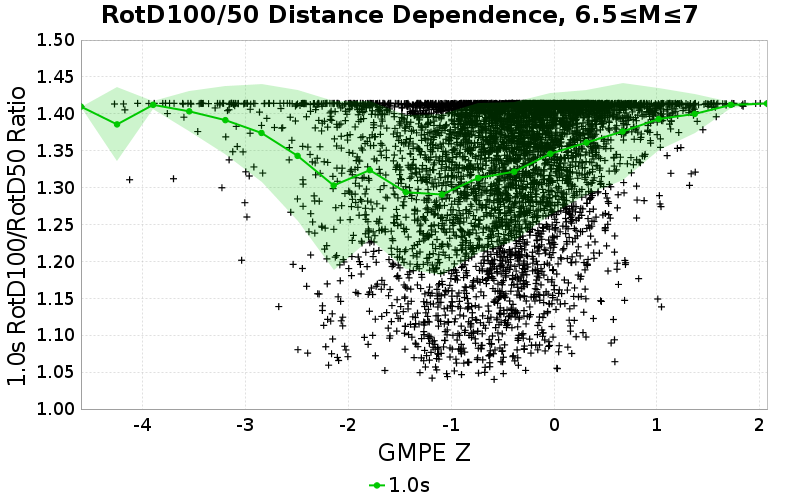 RotD100/50 Distance Dependence, 6.5≤M≤7
1.0s RotD100/RotD50 Ratio
1.50
1.45
1.40
1.35
1.30
1.25
1.20
1.15
1.10
1.05
1.00
-4 -3 -2 -1 0 1 2
GMPE Z
1.0s